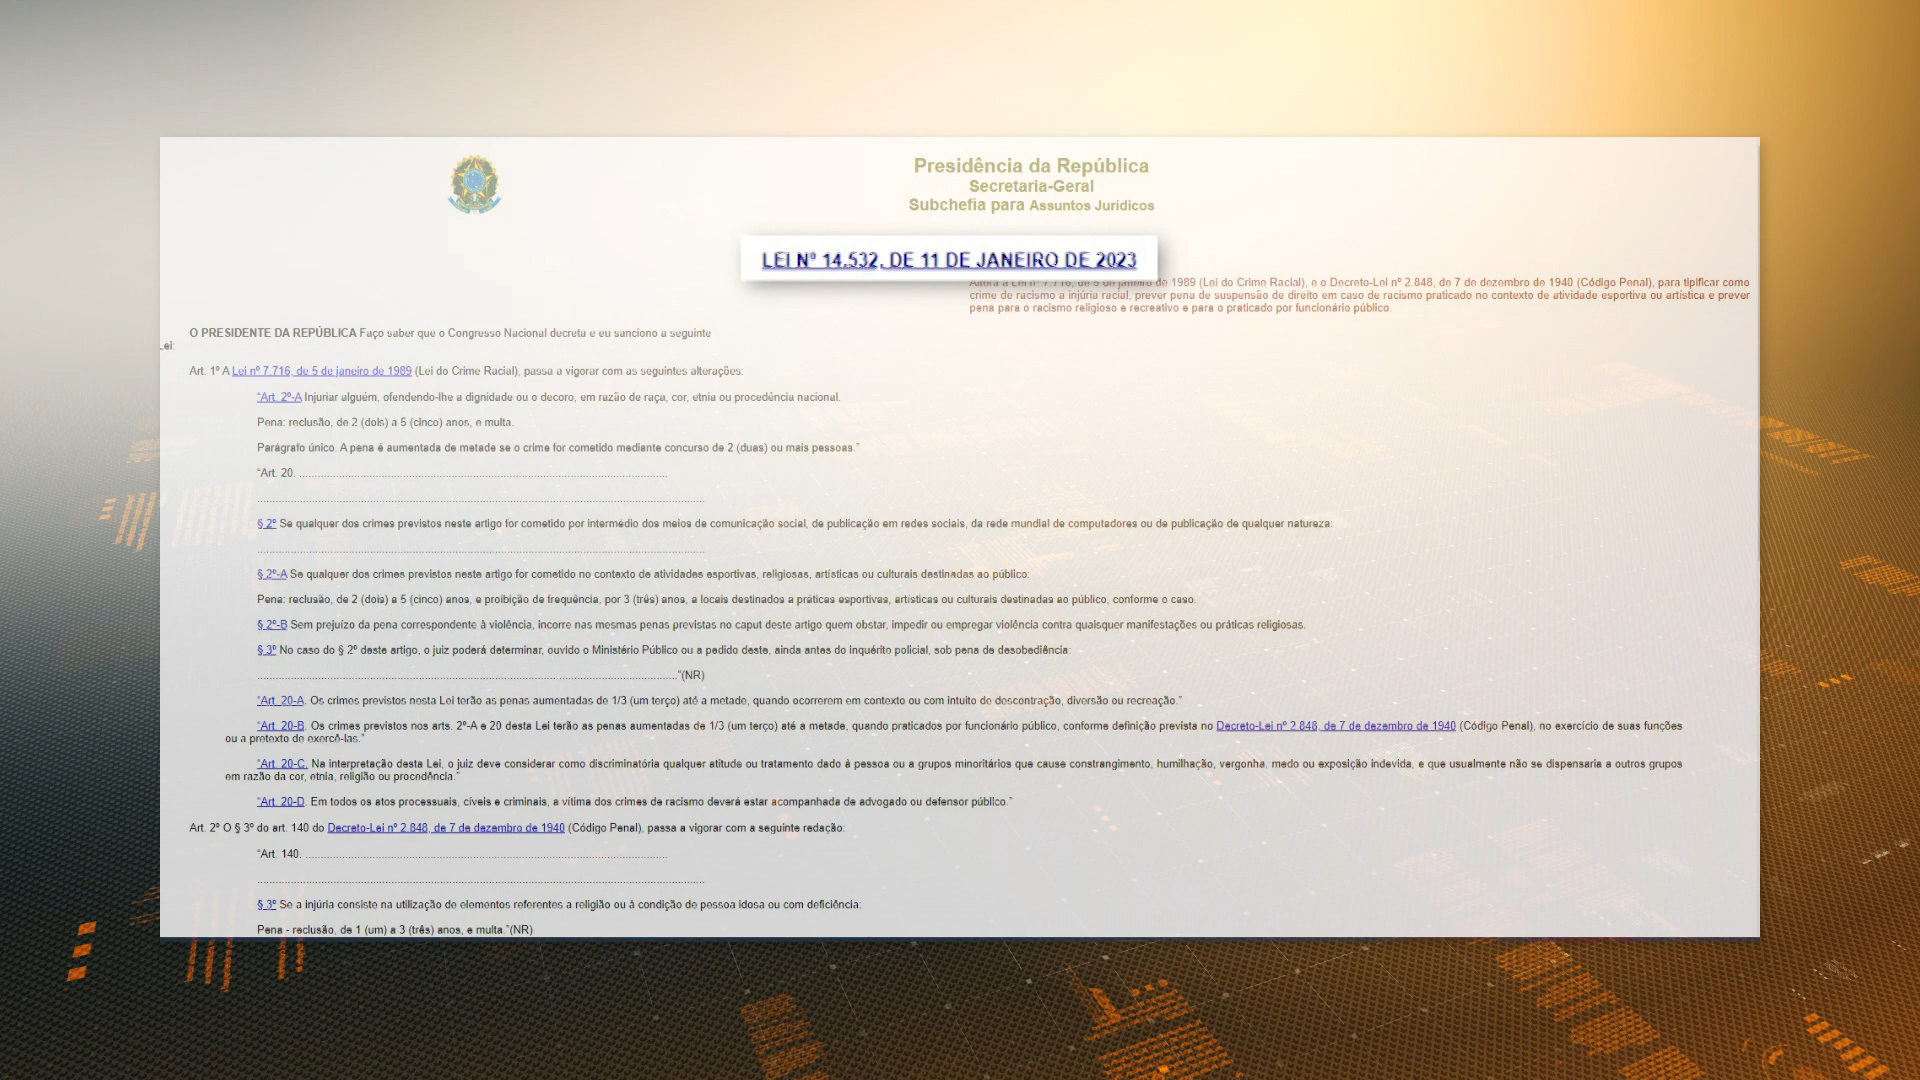 Presidência da República
Secretaria-Geral
Subchefia para Assuntos Jurídicos
LEI Nº 14.532, DE 11 DE JANEIRO DE 2023
Altera a Lei nº 7.716, de 5 de janeiro de 1989 (Lei do Crime Racial), e o Decreto-Lei nº 2.848, de 7 de dezembro de 1940 (Código Penal), para tipificar como
crime de racismo a injúria racial, prever pena de suspensão de direito em caso de racismo praticado no contexto de atividade esportiva ou artística e prever
pena para o racismo religioso e recreativo e para o praticado por funcionário público.
O PRESIDENTE DA REPÚBLICA Faço saber que o Congresso Nacional decreta e eu sanciono a seguinte
Lei:
Art. 1º A Lei nº 7.716, de 5 de janeiro de 1989 (Lei do Crime Racial), passa a vigorar com as seguintes alterações:
“Art. 2º-A Injuriar alguém, ofendendo-lhe a dignidade ou o decoro, em razão de raça, cor, etnia ou procedência nacional.
Pena: reclusão, de 2 (dois) a 5 (cinco) anos, e multa.
Parágrafo único. A pena é aumentada de metade se o crime for cometido mediante concurso de 2 (duas) ou mais pessoas.”
“Art. 20. ........................................................................................................................
..................................................................................................................................................
§ 2º Se qualquer dos crimes previstos neste artigo for cometido por intermédio dos meios de comunicação social, de publicação em redes sociais, da rede mundial de computadores ou de publicação de qualquer natureza:
..................................................................................................................................................
§ 2º-A Se qualquer dos crimes previstos neste artigo for cometido no contexto de atividades esportivas, religiosas, artísticas ou culturais destinadas ao público:
Pena: reclusão, de 2 (dois) a 5 (cinco) anos, e proibição de frequência, por 3 (três) anos, a locais destinados a práticas esportivas, artísticas ou culturais destinadas ao público, conforme o caso.
§ 2º-B Sem prejuízo da pena correspondente à violência, incorre nas mesmas penas previstas no caput deste artigo quem obstar, impedir ou empregar violência contra quaisquer manifestações ou práticas religiosas.
§ 3º No caso do § 2º deste artigo, o juiz poderá determinar, ouvido o Ministério Público ou a pedido deste, ainda antes do inquérito policial, sob pena de desobediência:
.........................................................................................................................................”(NR)
“Art. 20-A. Os crimes previstos nesta Lei terão as penas aumentadas de 1/3 (um terço) até a metade, quando ocorrerem em contexto ou com intuito de descontração, diversão ou recreação.”
“Art. 20-B. Os crimes previstos nos arts. 2º-A e 20 desta Lei terão as penas aumentadas de 1/3 (um terço) até a metade, quando praticados por funcionário público, conforme definição prevista no Decreto-Lei nº 2.848, de 7 de dezembro de 1940 (Código Penal), no exercício de suas funções
ou a pretexto de exercê-las.”
“Art. 20-C. Na interpretação desta Lei, o juiz deve considerar como discriminatória qualquer atitude ou tratamento dado à pessoa ou a grupos minoritários que cause constrangimento, humilhação, vergonha, medo ou exposição indevida, e que usualmente não se dispensaria a outros grupos
em razão da cor, etnia, religião ou procedência.”
“Art. 20-D. Em todos os atos processuais, cíveis e criminais, a vítima dos crimes de racismo deverá estar acompanhada de advogado ou defensor público.”
Art. 2º O § 3º do art. 140 do Decreto-Lei nº 2.848, de 7 de dezembro de 1940 (Código Penal), passa a vigorar com a seguinte redação:
“Art. 140. ......................................................................................................................
..................................................................................................................................................
§ 3º Se a injúria consiste na utilização de elementos referentes a religião ou à condição de pessoa idosa ou com deficiência:
Pena - reclusão, de 1 (um) a 3 (três) anos, e multa.”(NR)